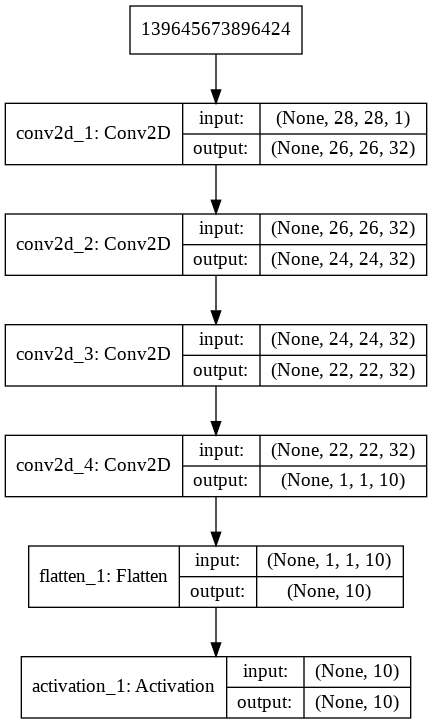 139645673896424
conv2d_1: Conv2D
input: (None, 28, 28, 1)
output: (None, 26, 26, 32)
conv2d_2: Conv2D
input: (None, 26, 26, 32)
output: (None, 24, 24, 32)
conv2d_3: Conv2D
input: (None, 24, 24, 32)
output: (None, 22, 22, 32)
conv2d_4: Conv2D
input: (None, 22, 22, 32)
output: (None, 1, 1, 10)
flatten_1: Flatten
input: (None, 1, 1, 10)
output: (None, 10)
activation_1: Activation
input: (None, 10)
output: (None, 10)